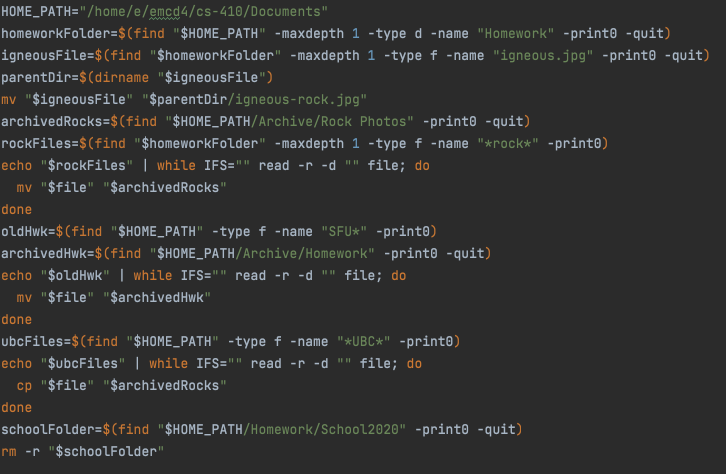 HOME_PATH="/home/e/emcd4/cs-410/Documents"
homeworkFolder=$(find "$HOME_PATH" -maxdepth 1 -type d -name "Homework" -print0 -quit)
igneousFile=$(find "$homeworkFolder" -maxdepth 1 -type f -name "igneous.jpg" -print0 -quit)
parentDir=$(dirname "$igneousFile")
mv "$igneousFile" "$parentDir/igneous-rock.jpg"
archivedRocks=$(find "$HOME_PATH/Archive/Rock Photos" -print0 -quit)
rockFiles=$(find "$homeworkFolder" -maxdepth 1 -type f -name "*rock*" -print0)
echo "$rockFiles" | while IFS="" read -r -d "" file; do
  mv "$file" "$archivedRocks"
done
oldHwk=$(find "$HOME_PATH" -type f -name "SFU*" -print0)
archivedHwk=$(find "$HOME_PATH/Archive/Homework" -print0 -quit)
echo "$oldHwk" | while IFS="" read -r -d "" file; do
  mv "$file" "$archivedHwk"
done
ubcFiles=$(find "$HOME_PATH" -type f -name "*UBC*" -print0)
echo "$ubcFiles" | while IFS="" read -r -d "" file; do
  cp "$file" "$archivedRocks"
done
schoolFolder=$(find "$HOME_PATH/Homework/School2020" -print0 -quit)
rm -r "$schoolFolder"